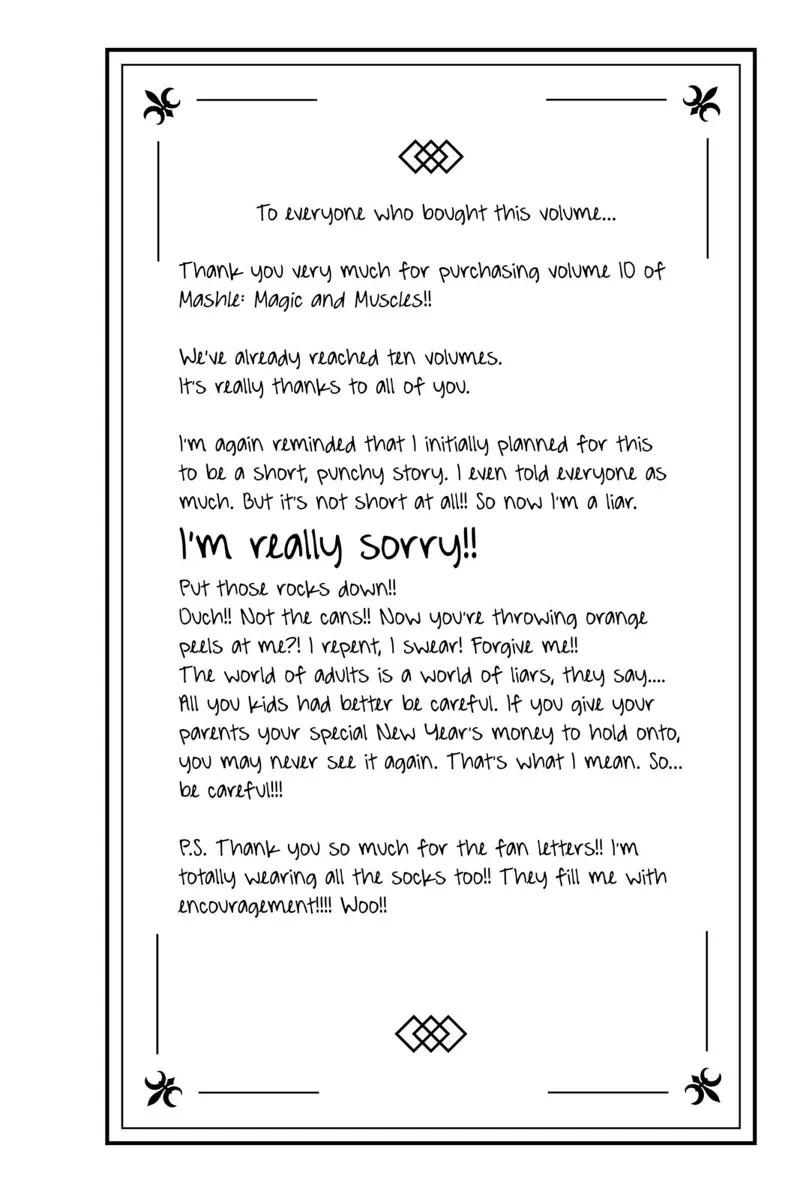 To everyone who bought this volume...
Thank you very much for purchasing volume 10 of
Mashle: Magic and Muscles!!
We've already reached ten volumes.
It's really thanks to all of you.
I'm again reminded that I initially planned for this
to be a short, punchy story. I even told everyone as
much. But it's not short at all!! So now I'm a liar.
I'm really sorry!!
Put those rocks down!!
Ouch!! Not the cans!! Now you're throwing orange
peels at me?! I repent, I swear! Forgive me!!
The world of adults is a world of liars, they say....
All you kids had better be careful. If you give your
parents your special New Year's money to hold onto,
you may never see it again. That's what I mean. So...
be careful!!!
P.S. Thank you so much for the fan letters!! I'm
totally wearing all the socks too!! They fill me with
encouragement!!!! Woo!!